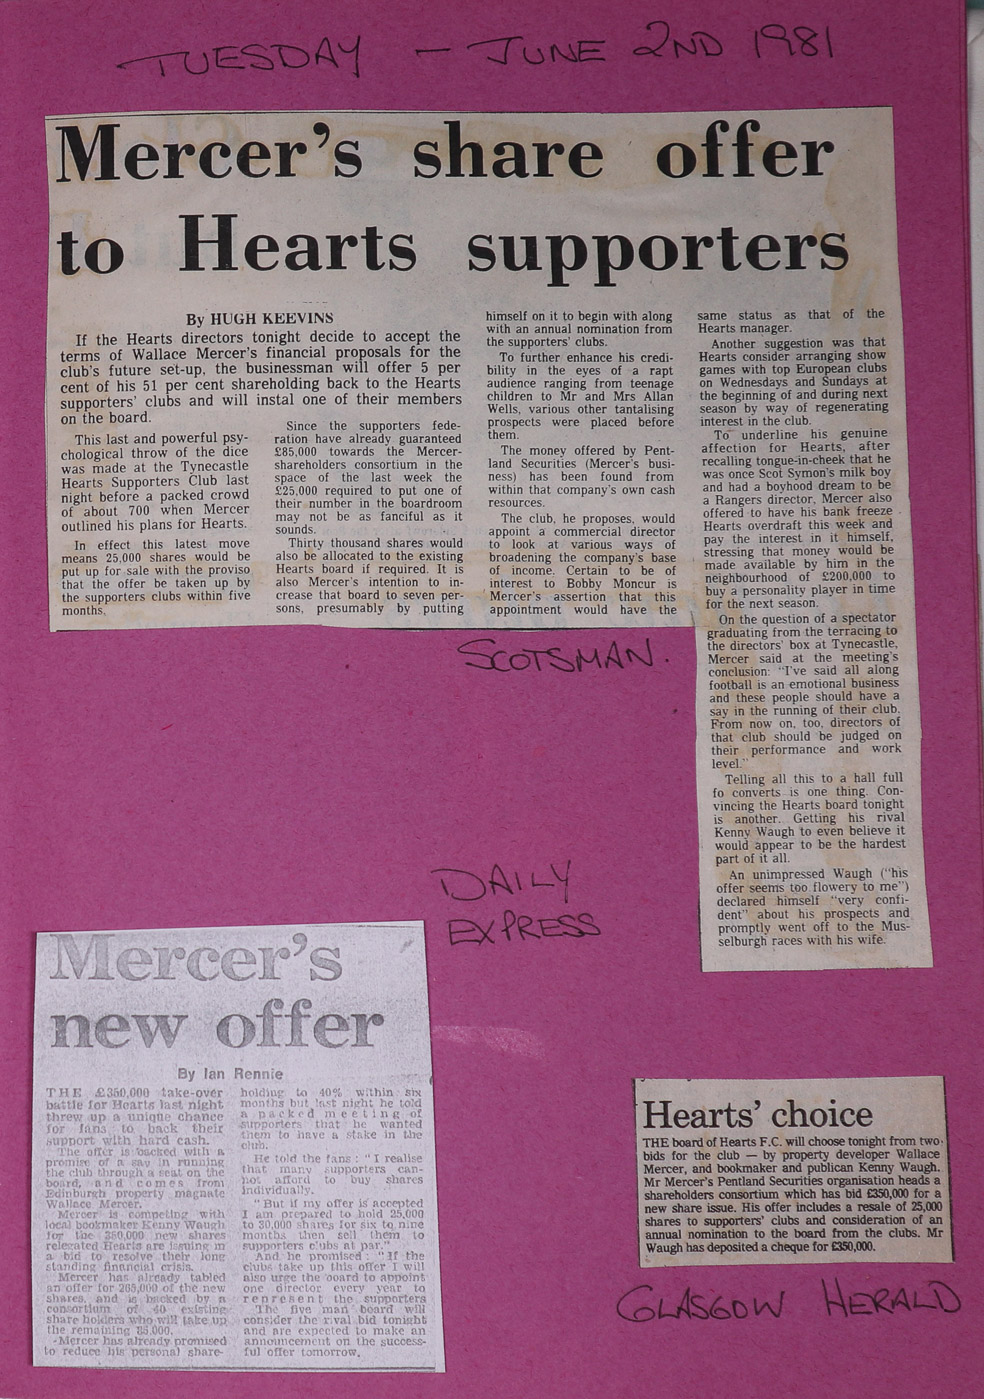 TUESDAY - JUNE 2ND 1981
Mercer's share offer
to Hearts supporters
By HUGH KEEVINS
If the Hearts directors tonight decide to accept the
terms of Wallace Mercer's financial proposals for the
club's future set-up, the businessman will offer 5 per
cent of his 51 per cent shareholding back to the Hearts
supporters' clubs and will instal one of their members
on the board.
This last and powerful psy-
chological throw of the dice
was made at the Tynecastle
Hearts Supporters Club last
night before a packed crowd
of about 700 when Mercer
outlined his plans for Hearts.
In effect this latest move
means 25,000 shares would be
put up for sale with the proviso
that the offer be taken up by
the supporters clubs within five
months.
Since the supporters fede-
ration have already guaranteed
£85,000 towards the Mercer-
shareholders consortium in the
space of the last week the
£25,000 required to put one of
their number in the boardroom
may not be as fanciful as it
sounds.
Thirty thousand shares would
also be allocated to the existing
Hearts board if required. It is
also Mercer's intention to in-
crease that board to seven per-
sons, presumably by putting
himself on it to begin with along
with an annual nomination from
the supporters' clubs.
To further enhance his credi-
bility in the eyes of a rapt
audience ranging from teenage
children to Mr and Mrs Allan
Wells, various other tantalising
prospects were placed before
them.
The money offered by Pent-
land Securities (Mercer's busi-
ness) has been found from
within that company's own cash
resources.
The club, he proposes, would
appoint a commercial director
to look at various ways of
broadening the company's base
of income. Certain to be of
interest to Bobby Moncur is
Mercer's assertion that this
appointment would have the
same status as that of the
Hearts manager.
Another suggestion was that
Hearts consider arranging show
games with top European clubs
on Wednesdays and Sundays at
the beginning of and during next
season by way of regenerating
interest in the club.
To underline his genuine
affection for Hearts, after
recalling tongue-in-cheek that he
was once Scot Symon's milk boy
and had a boyhood dream to be
a Rangers director, Mercer also
offered to have his bank freeze
Hearts overdraft this week and
pay the interest in it himself,
stressing that money would be
made available by him in the
neighbourhood of £200,000 to
buy a personality player in time
for the next season.
On the question of a spectator
graduating from the terracing to
the directors' box at Tynecastle,
Mercer said at the meeting's
conclusion: "I've said all along
football is an emotional business
and these people should have a
say in the running of their club.
From now on, too, directors of
that club should be judged on
their performance and work
level."
Telling all this to a hall full
fo converts is one thing. Con-
vincing the Hearts board tonight
is another. Getting his rival
Kenny Waugh to even believe it
would appear to be the hardest
part of it all.
An unimpressed Waugh ("his
offer seems too flowery to me")
declared himself "very confi-
dent" about his prospects and
promptly went off to the Mus-
selburgh races with his wife.
SCOTSMAN.
DAILY
EXPRESS
Mercer's
new offer
By Ian Rennie
THE £350,000 take-over
battle for Hearts last night
threw up a unique chance
for fans to back their
support with hard cash.
The offer is backed with a
promise of a say in running
the club through a seat on the
board, and comes from
Edinburgh property magnate
Wallace Mercer.
Mercer is competing with
local bookmaker Kenny Waugh
for the 350,000 new shares
relegated Hearts are issuing in
a bid to resolve their long
standing financial crisis.
Mercer has already tabled
an offer for 265,000 of the new
shares, and is backed by a
consortium of 40 existing
share holders who will take up
the remaining 85,000.
Mercer has already promised
to reduce his personal share-
holding to 40% within six
months but last night he told
a packed meeting of
supporters that he wanted
them to have a stake in the
club.
He told the fans: "I realise
that many supporters can-
not afford to buy shares
individually.
"But if my offer is accepted
I am prepared to hold 25,000
to 30,000 shares for six to nine
months then sell them to
supporters clubs at par."
And he promised: "If the
clubs take up this offer I will
also urge the board to appoint
one director every year to
represent the supporters
The five man board will
consider the rival bid tonight
and are expected to make an
announcement on the success-
ful offer tomorrow.
Hearts' choice
THE board of Hearts F.C. will choose tonight from two
bids for the club — by property developer Wallace
Mercer, and bookmaker and publican Kenny Waugh.
Mr Mercer's Pentland Securities organisation heads a
shareholders consortium which has bid £350,000 for a
new share issue. His offer includes a resale of 25,000
shares to supporters' clubs and consideration of an
annual nomination to the board from the clubs. Mr
Waugh has deposited a cheque for £350,000.
GLASGOW HERALD